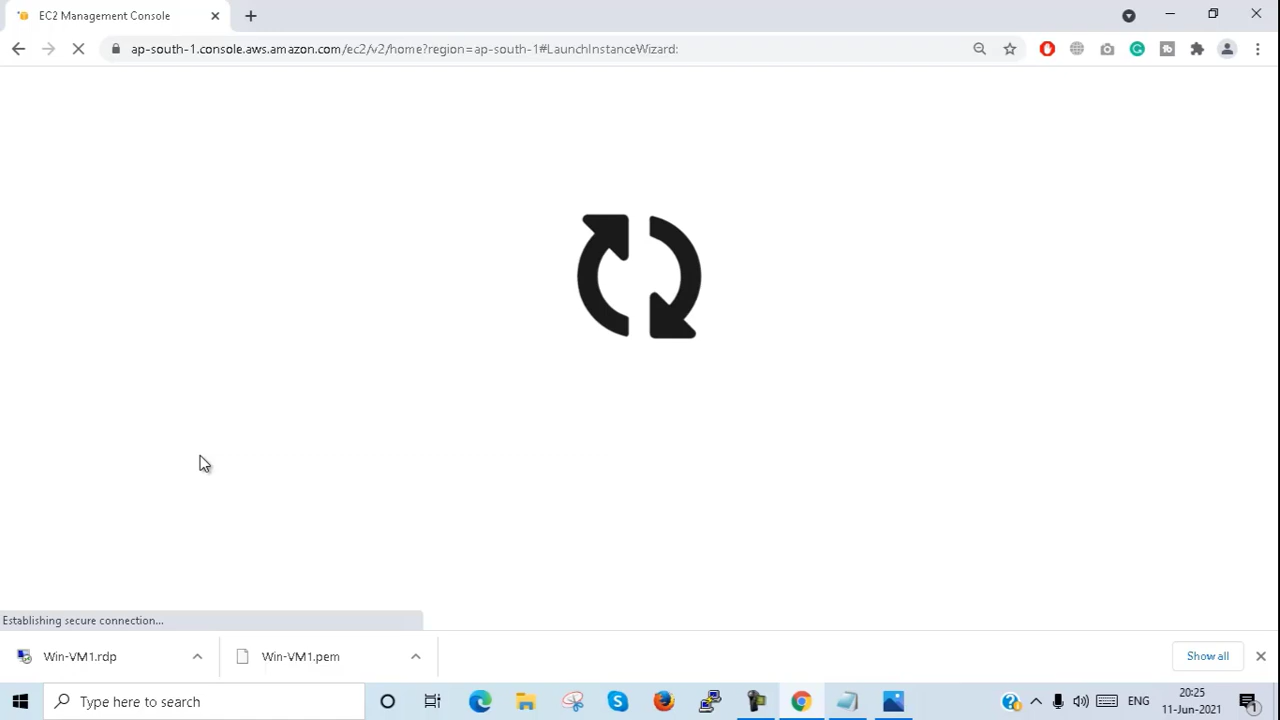 EC2 Management Console
ap-south-1.console.aws.amazon.com/ec2/v2/home?region=ap-south-1#LaunchInstanceWizard:
Establishing secure connection...
Win-VM1.rdp
Win-VM1.pem
Show all
Type here to search
ENG
20:25
11-Jun-2021